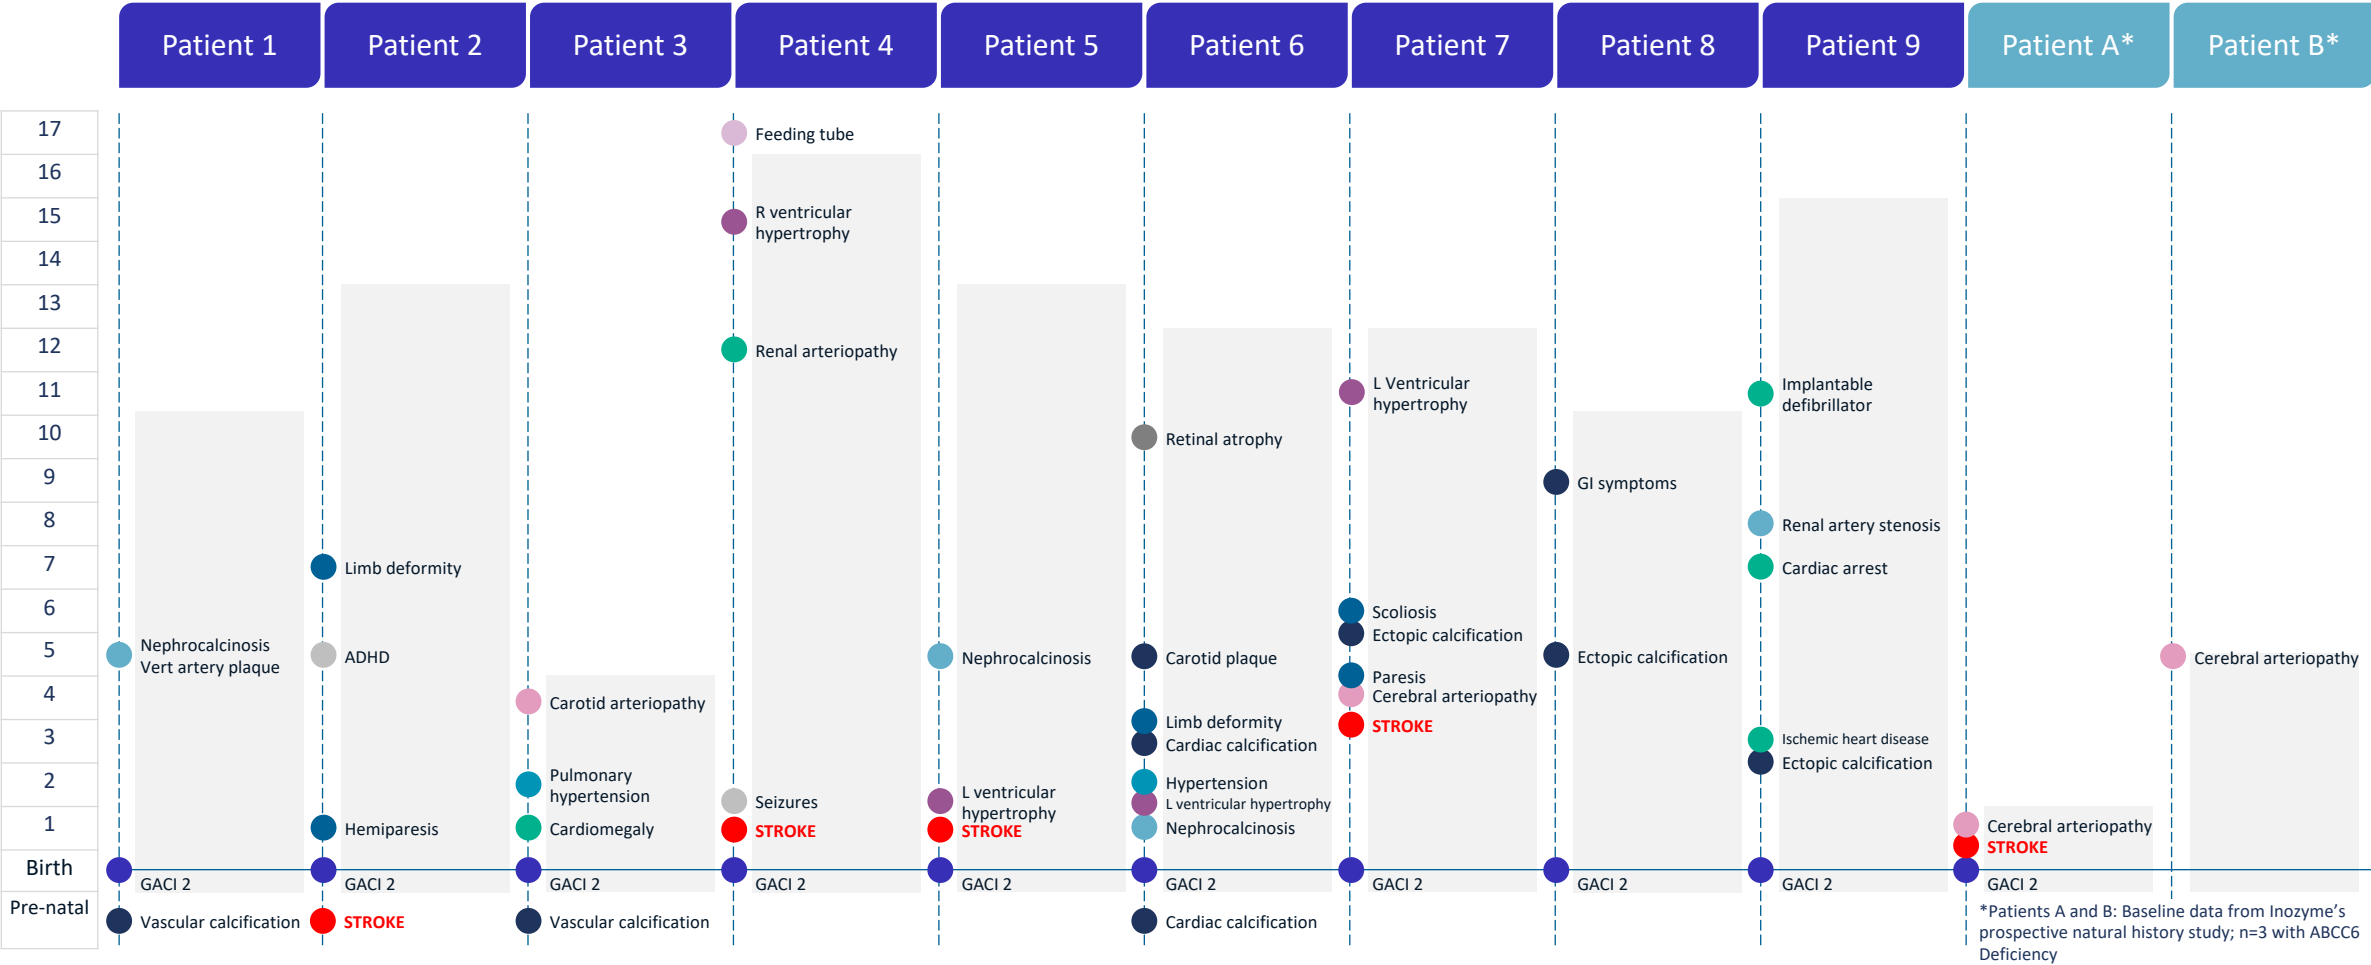 Patient 1
Patient 2
Patient 3
Patient 4
Patient 5
Patient 6
Patient 7
Patient 8
Patient 9
Patient A*
Patient B*
17
16
15
14
13
12
11
10
9
8
7
6
5
4
3
2
1
Birth
Pre-natal
Nephrocalcinosis
Vert artery plaque
GACI 2
Vascular calcification
Limb deformity
ADHD
Hemiparesis
GACI 2
STROKE
Carotid arteriopathy
Pulmonary
hypertension
Cardiomegaly
GACI 2
Vascular calcification
Feeding tube
R ventricular
hypertrophy
Renal arteriopathy
Seizures
STROKE
GACI 2
Nephrocalcinosis
L ventricular
hypertrophy
STROKE
GACI 2
Retinal atrophy
Carotid plaque
Limb deformity
Cardiac calcification
Hypertension
L ventricular hypertrophy
Nephrocalcinosis
GACI 2
Cardiac calcification
L Ventricular
hypertrophy
Scoliosis
Ectopic calcification
Paresis
Cerebral arteriopathy
STROKE
GACI 2
GI symptoms
Ectopic calcification
GACI 2
Implantable
defibrillator
Renal artery stenosis
Cardiac arrest
Ischemic heart disease
Ectopic calcification
GACI 2
Cerebral arteriopathy
STROKE
GACI 2
Cerebral arteriopathy
*Patients A and B: Baseline data from Inozyme's
prospective natural history study; n=3 with ABCC6
Deficiency